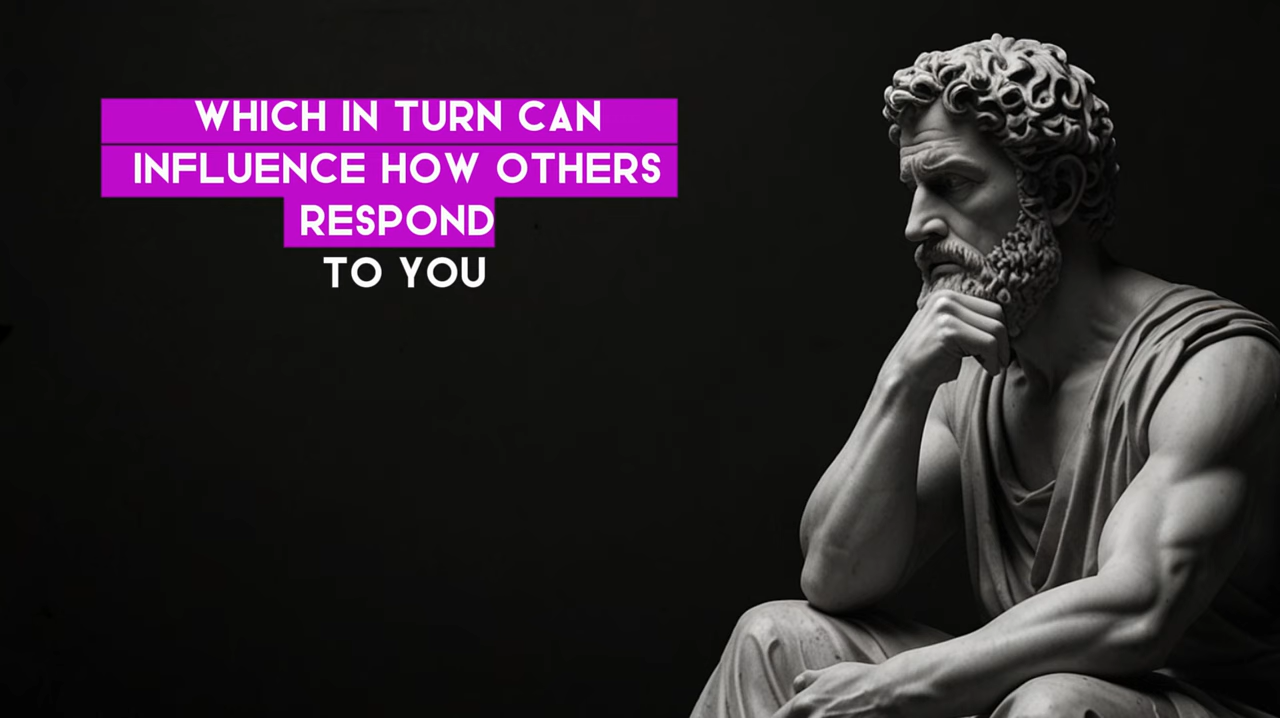 WHICH IN TURN CAN
INFLUENCE HOW OTHERS
RESPOND
TO YOU